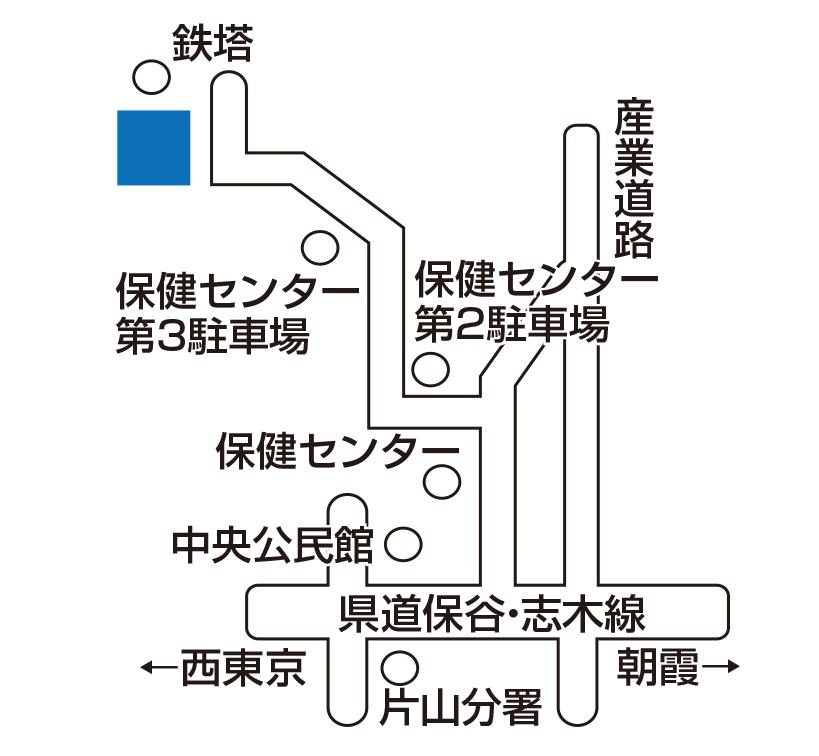 鉄塔
産業道路
保健センター
第3駐車場
保健センター
第2駐車場
保健センター
中央公民館
県道保谷・志木線
←西東京
朝霞→
片山分署